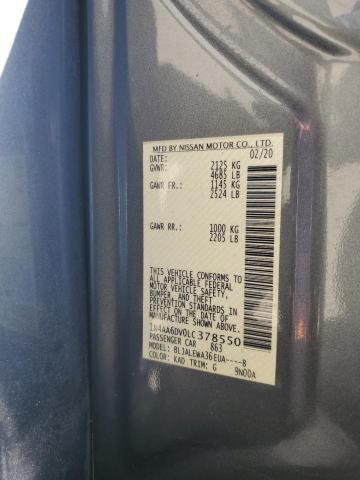 MFD BY NISSAN MOTOR CO., LTD.
DATE: 02/20
GVWR: 2125 KG
4685 LB
GAWR FR.: 1145 KG
2524 LB
GAWR RR.: 1000 KG
2205 LB
THIS VEHICLE CONFORMS TO
ALL APPLICABLE FEDERAL
MOTOR VEHICLE SAFETY,
BUMPER, AND THEFT
PREVENTION STANDARDS IN
EFFECT ON THE DATE OF
MANUFACTURE SHOWN ABOVE.
1N4AA6DV0LC378550
PASSENGER CAR 863
MODEL: BLJALEWA36EUA----B
COLOR: KAD TRIM: G 9N00A